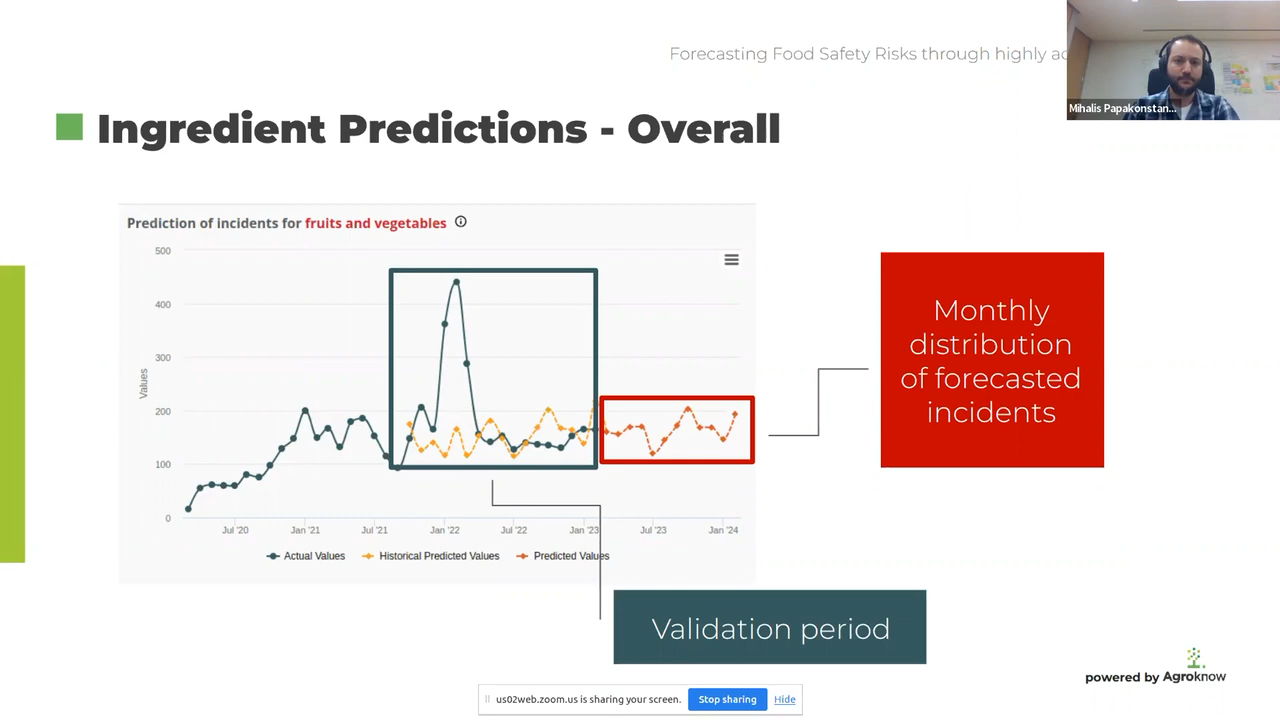 Forecasting Food Safety Risks through highly
Mihalis Papakonstan...
Ingredient Predictions - Overall
Prediction of incidents for fruits and vegetables
500
400
300
200
100
0
Values
Jul '20
Jan '21
Jul '21
Jan '22
Jul '22
Jan '23
Jul '23
Jan '24
Actual Values
Historical Predicted Values
Predicted Values
Monthly
distribution
of forecasted
incidents
Validation period
powered by Agroknow
us02web.zoom.us is sharing your screen.
Stop sharing
Hide